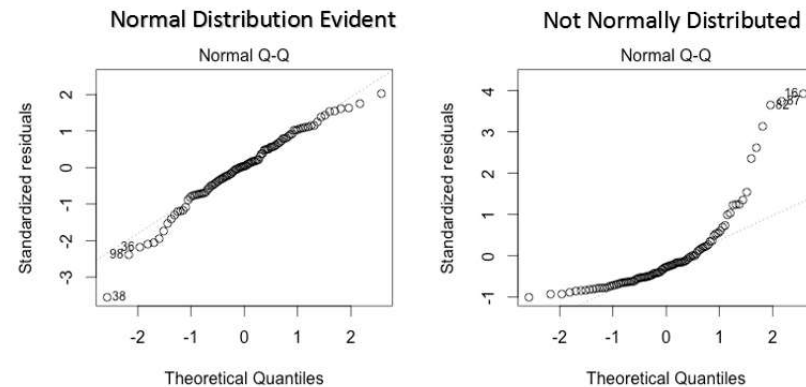 Normal Distribution Evident
Normal Q-Q
Standardized residuals
2
1
0
-1
-2
-3
36
98
38
-2 -1 0 1 2
Theoretical Quantiles
Not Normally Distributed
Normal Q-Q
Standardized residuals
4
3
2
1
0
-1
16
82 87
-2 -1 0 1 2
Theoretical Quantiles